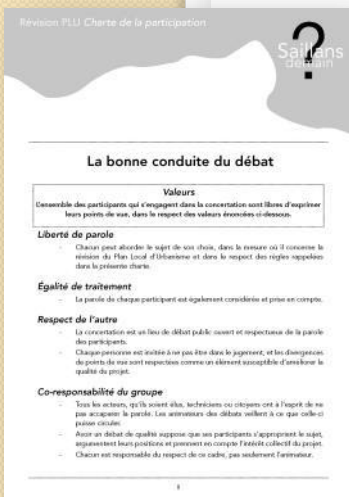 Révision PLU Charte de la participation
?
Saillans
demain
La bonne conduite du débat
Valeurs
L'ensemble des participants qui s'engagent dans la concertation sont libres d'exprimer
leurs points de vue, dans le respect des valeurs énoncées ci-dessous.
Liberté de parole
- Chacun peut aborder le sujet de son choix, dans la mesure où il concerne la
révision du Plan Local d'Urbanisme et dans le respect des règles rappelées
dans la présente charte.
Égalité de traitement
- La parole de chaque participant est également considérée et prise en compte.
Respect de l'autre
- La concertation est un lieu de débat public ouvert et respectueux de la parole
des participants.
- Chaque personne est invitée à ne pas être dans le jugement, et les divergences
de points de vue sont respectées comme un élément susceptible d'améliorer la
qualité du projet.
Co-responsabilité du groupe
- Tous les acteurs, qu'ils soient élus, techniciens ou citoyens ont à l'esprit de ne
pas accaparer la parole. Les animateurs des débats veillent à ce que celle-ci
puisse circuler.
- Avoir un débat de qualité suppose que ses participants s'approprient le sujet,
argumentent leurs positions et prennent en compte l'intérêt collectif du projet.
- Chacun est responsable du respect de ce cadre, pas seulement l'animateur.